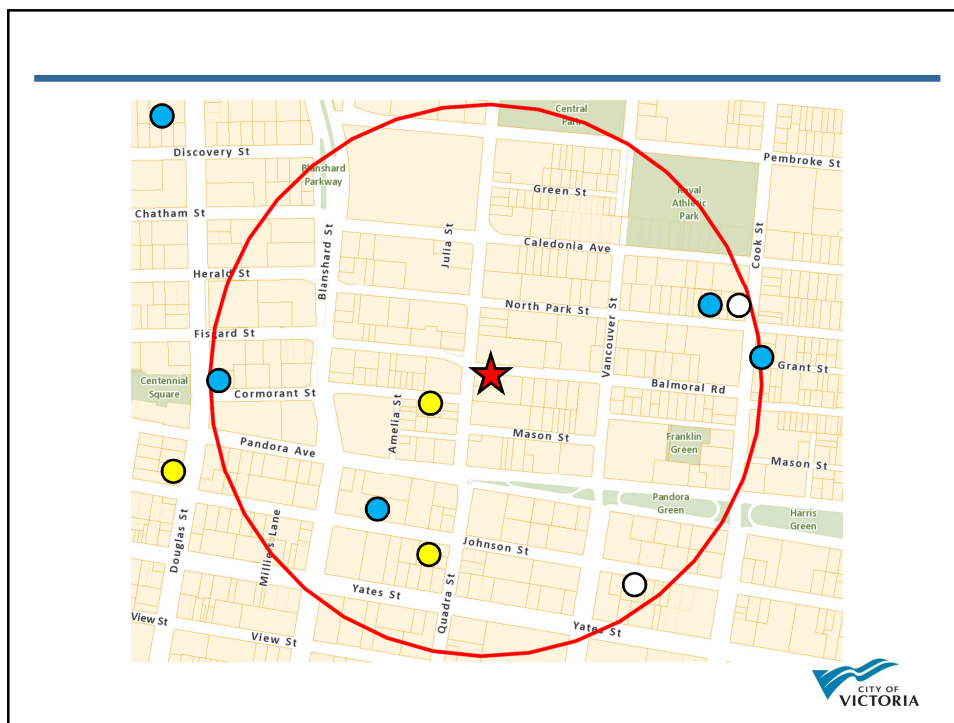 Central
Park
Discovery St
Pembroke St
Blanshard
Parkway
Green St
Royal
Athletic
Park
Chatham St
Julia St
Caledonia Ave
Cook St
Blanshard St
Herald St
North Park St
Vancouver St
Fisgard St
Grant St
Centennial
Square
Cormorant St
Balmoral Rd
Amelia St
Mason St
Franklin
Green
Pandora Ave
Mason St
Pandora
Green
Harris
Green
Douglas St
Millie's Lane
Johnson St
Yates St
Quadra St
View St
View St
Yates St
CITY OF
VICTORIA